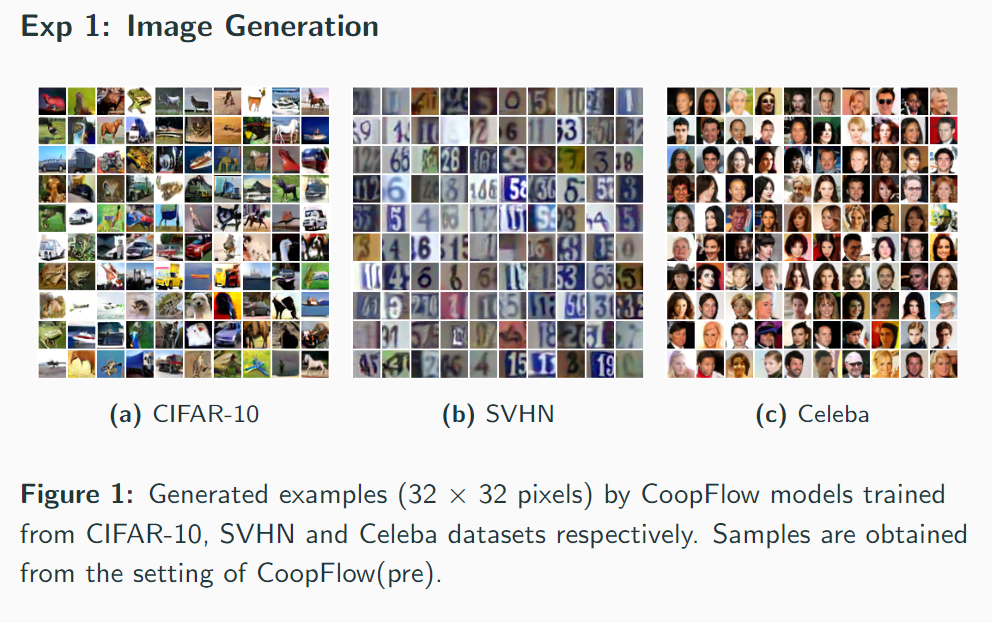 Exp 1: Image Generation
(a) CIFAR-10
(b) SVHN
(c) Celeba
Figure 1: Generated examples (32 × 32 pixels) by CoopFlow models trained
from CIFAR-10, SVHN and Celeba datasets respectively. Samples are obtained
from the setting of CoopFlow(pre).